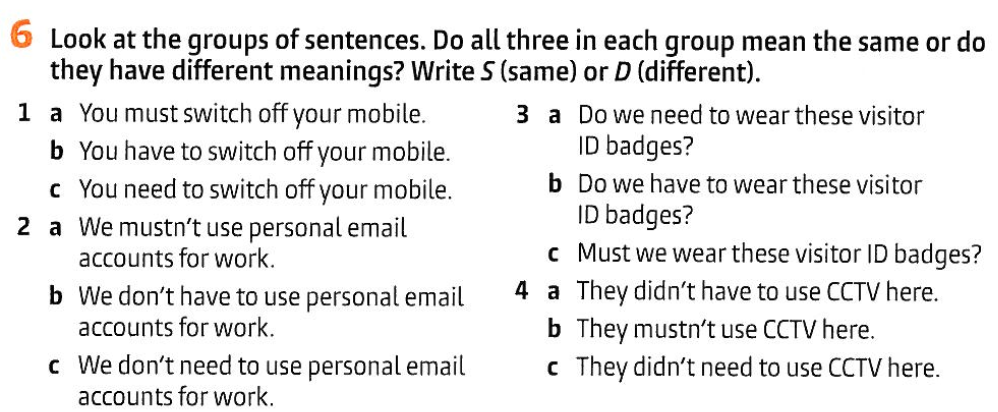 6 Look at the groups of sentences. Do all three in each group mean the same or do
they have different meanings? Write S (same) or D (different).
1 a You must switch off your mobile.
b You have to switch off your mobile.
c You need to switch off your mobile.
2 a We mustn't use personal email
accounts for work.
b We don't have to use personal email
accounts for work.
c We don't need to use personal email
accounts for work.
3 a Do we need to wear these visitor
ID badges?
b Do we have to wear these visitor
ID badges?
c Must we wear these visitor ID badges?
4 a They didn't have to use CCTV here.
b They mustn't use CCTV here.
c They didn't need to use CCTV here.